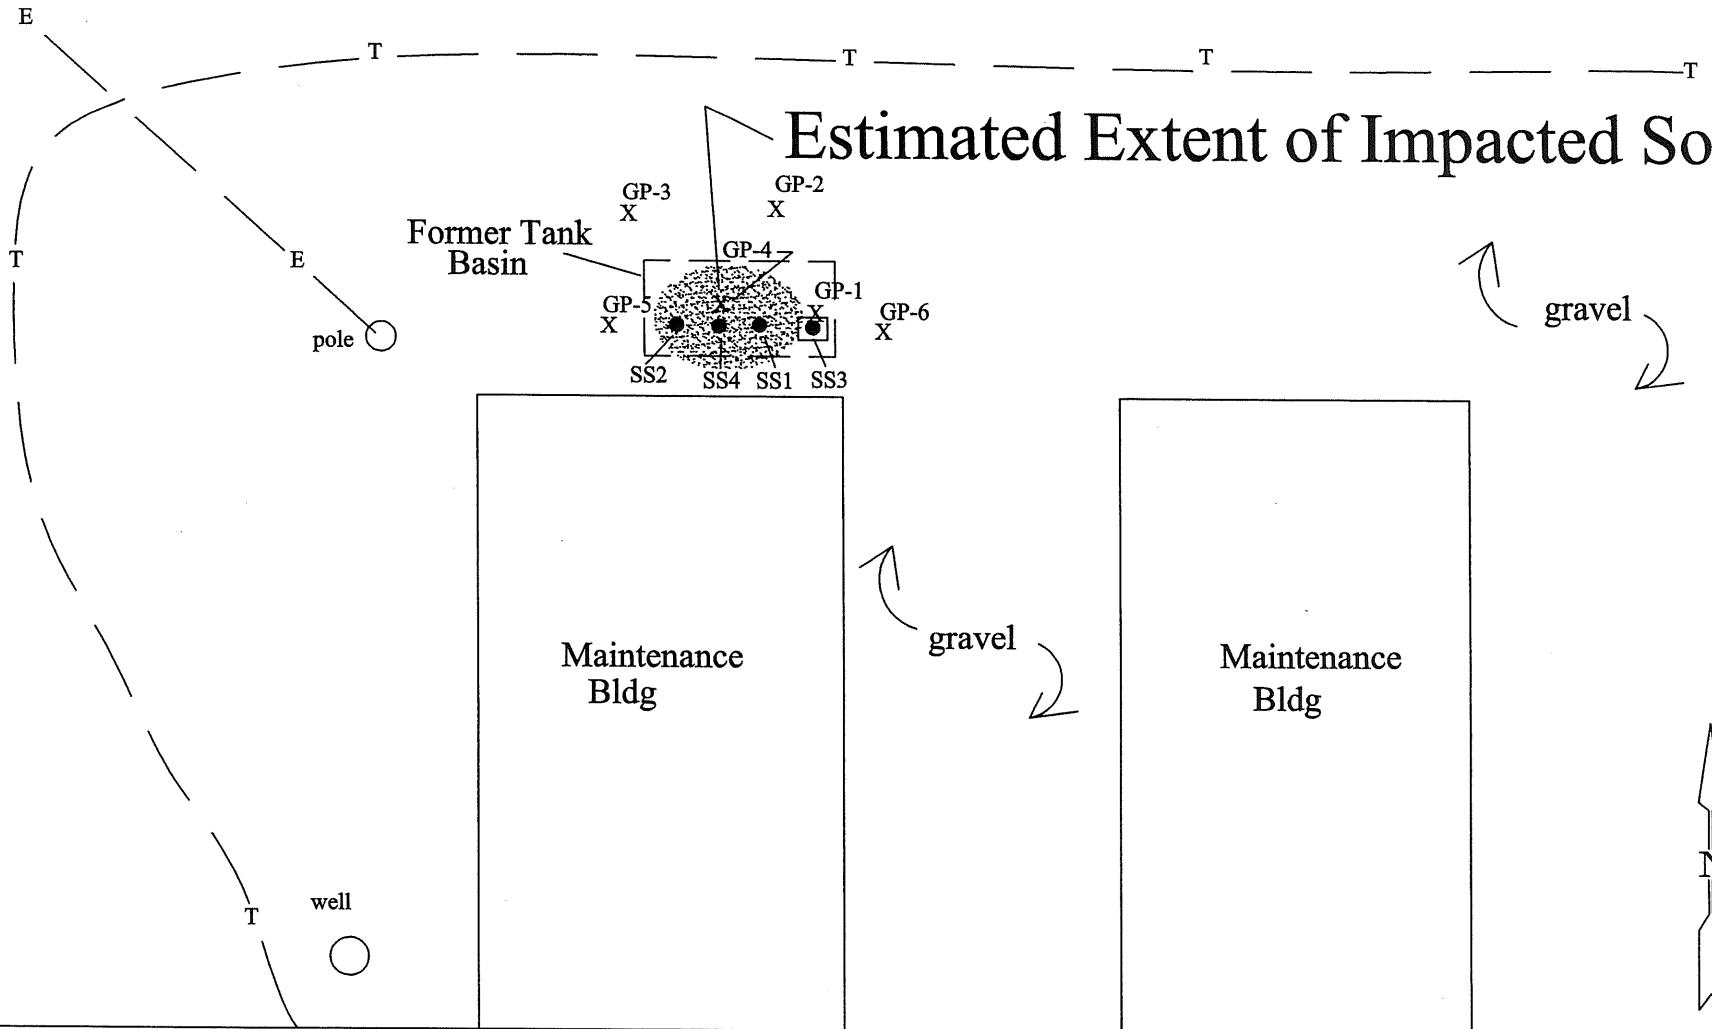 E
T
T
T
T
Estimated Extent of Impacted So
GP-3
X
GP-2
X
Former Tank
Basin
GP-4
T
E
X
GP-5
X
GP-1
X
GP-6
X
gravel
pole
SS2
SS4
SS1
SS3
gravel
Maintenance
Bldg
Maintenance
Bldg
N
well
T